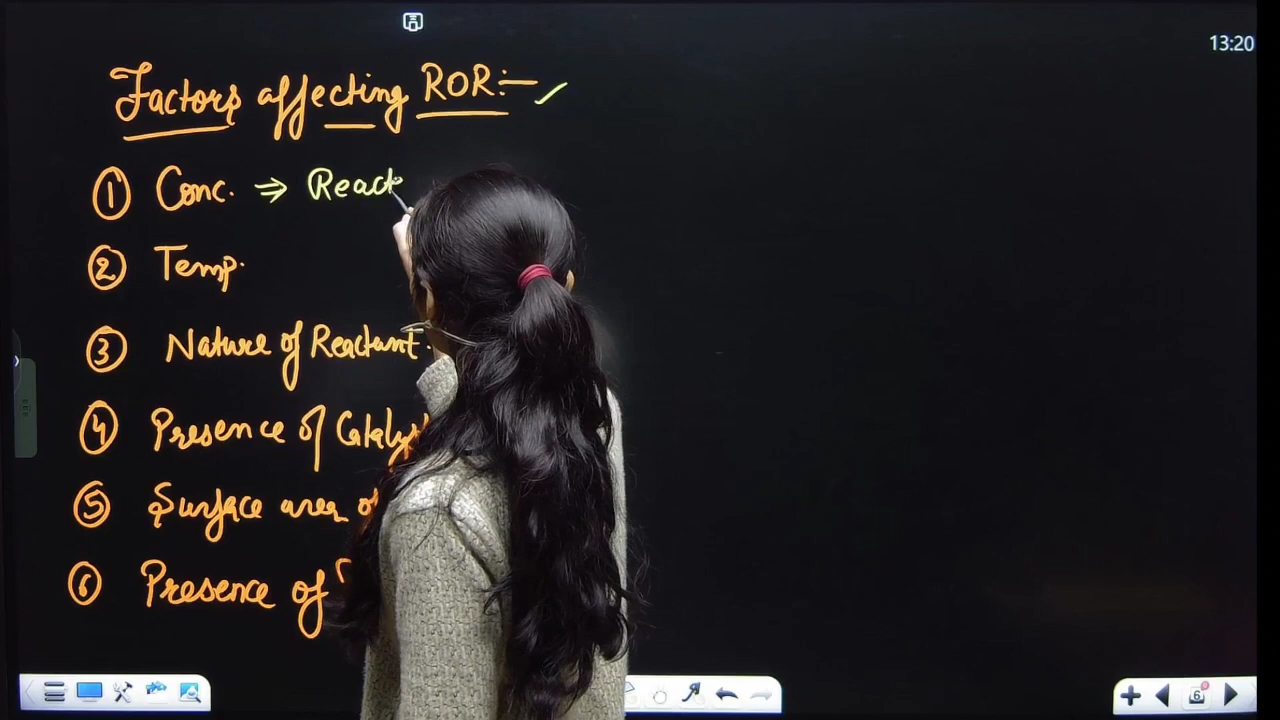 13:20
Factors affecting ROR:-
① Conc. ⇒ React
② Temp.
③ Nature of Reactant.
④ Presence of
⑤ Surface area
⑥ Presence of
6